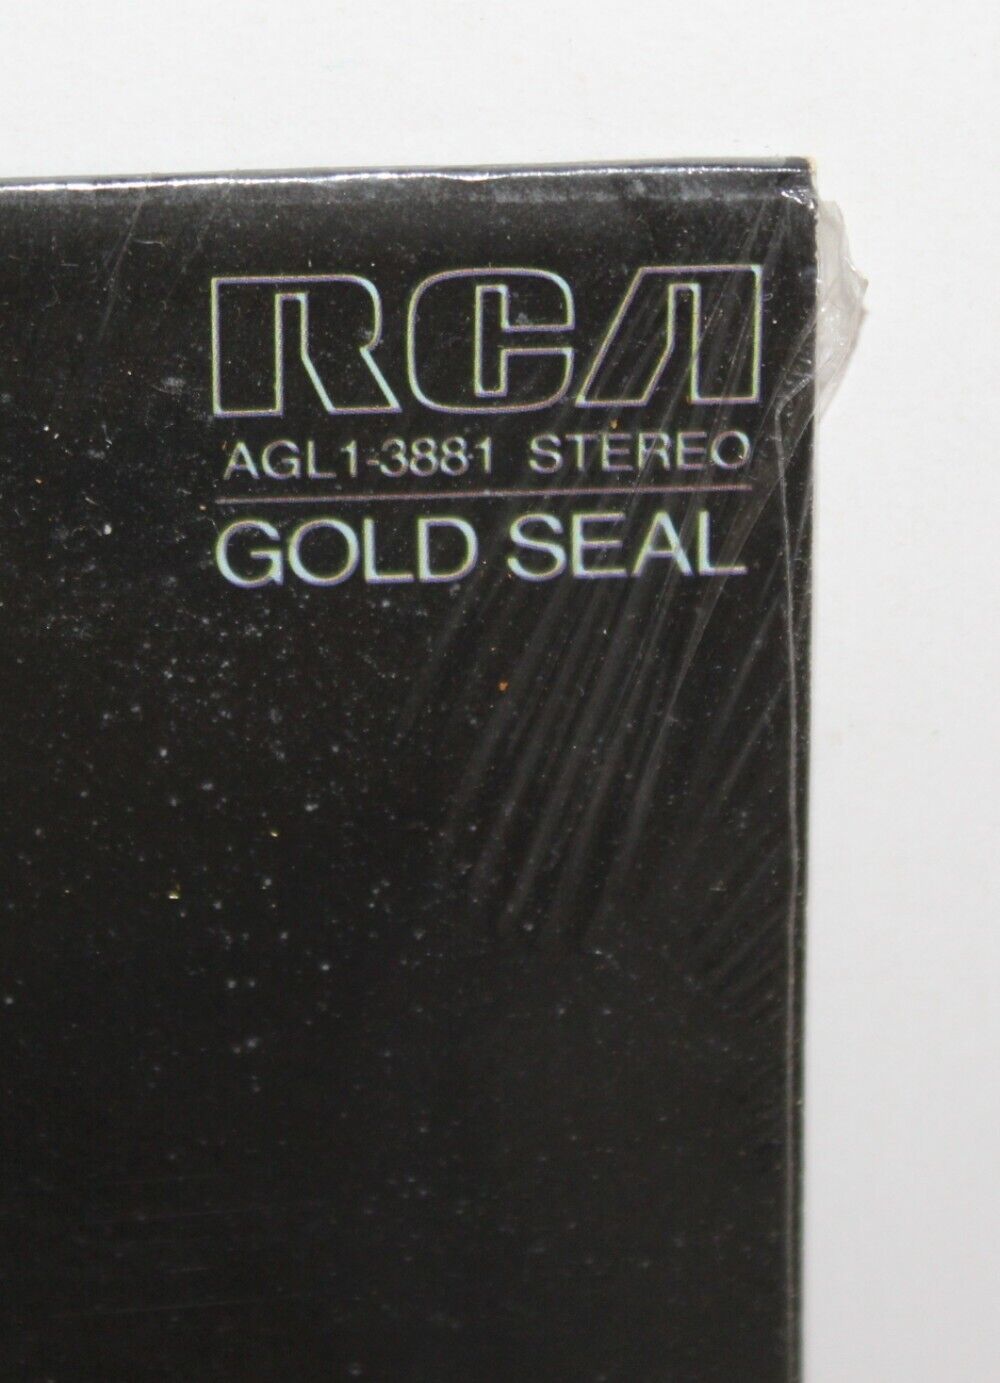 RCA
AGL1-3881 STEREO
GOLD SEAL